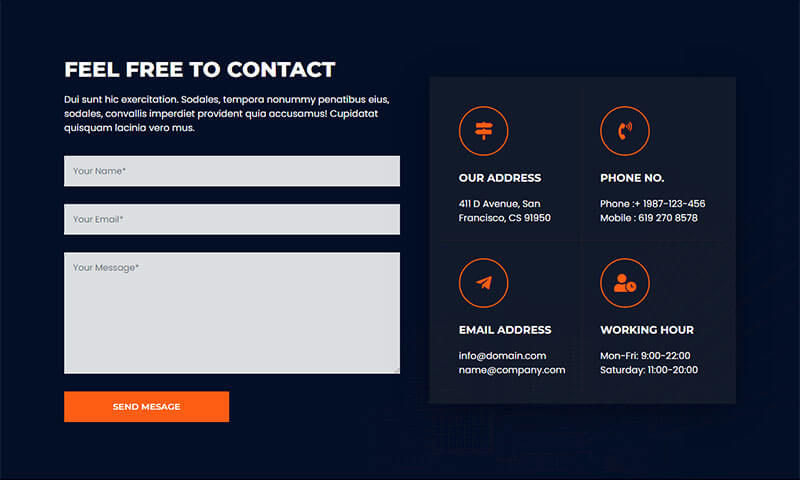 FEEL FREE TO CONTACT
Dui sunt hic exercitation. Sodales, tempora nonummy penatibus eius,
sodales, convallis imperdiet provident quia accusamus! Cupidatat
quisquam lacinia vero mus.
Your Name*
Your Email*
Your Message*
SEND MESAGE
OUR ADDRESS
411 D Avenue, San
Francisco, CS 91950
PHONE NO.
Phone :+ 1987-123-456
Mobile : 619 270 8578
EMAIL ADDRESS
info@domain.com
name@company.com
WORKING HOUR
Mon-Fri: 9:00-22:00
Saturday: 11:00-20:00